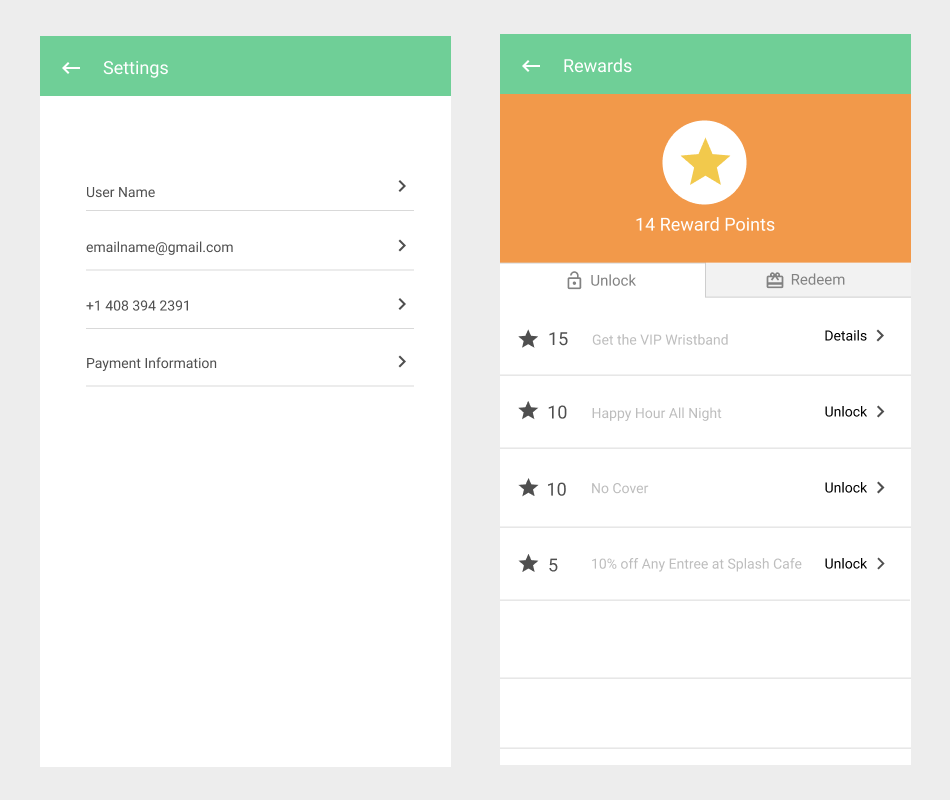 Settings
User Name
emailname@gmail.com
+1 408 394 2391
Payment Information
Rewards
14 Reward Points
Unlock
Redeem
15 Get the VIP Wristband Details
10 Happy Hour All Night Unlock
10 No Cover Unlock
5 10% off Any Entree at Splash Cafe Unlock